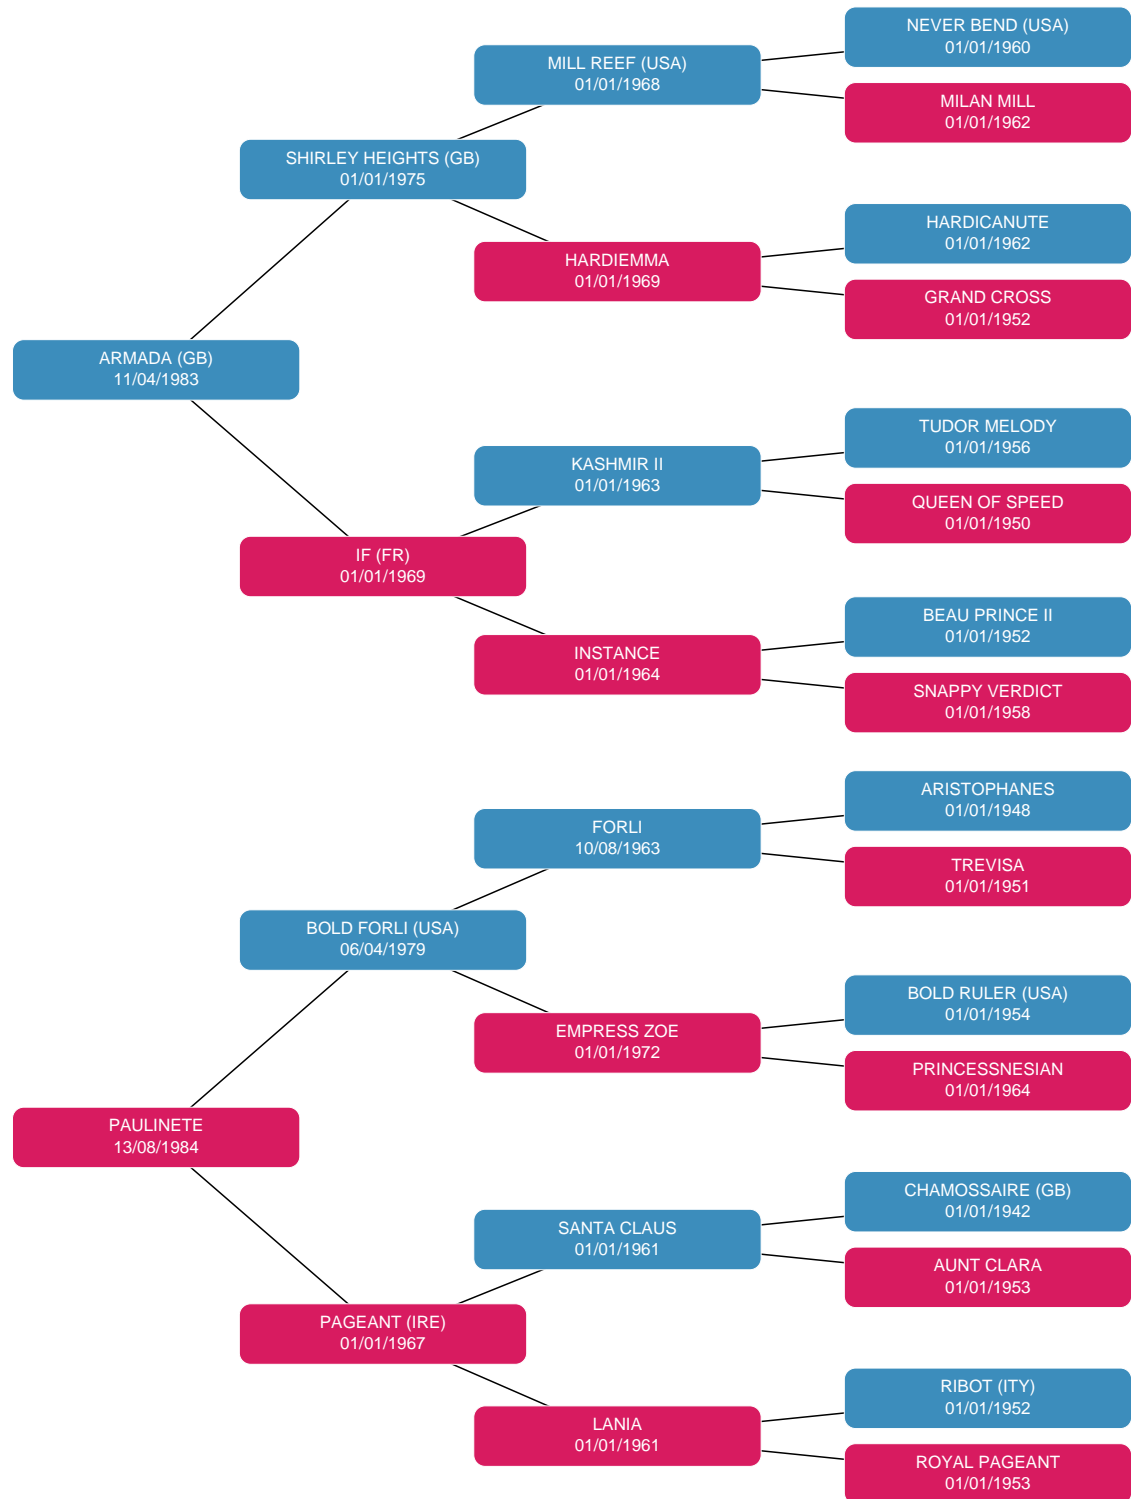 NEVER BEND (USA)
01/01/1960
MILL REEF (USA)
01/01/1968
MILAN MILL
01/01/1962
SHIRLEY HEIGHTS (GB)
01/01/1975
HARDICANUTE
01/01/1962
HARDIEMMA
01/01/1969
GRAND CROSS
01/01/1952
ARMADA (GB)
11/04/1983
TUDOR MELODY
01/01/1956
KASHMIR II
01/01/1963
QUEEN OF SPEED
01/01/1950
IF (FR)
01/01/1969
BEAU PRINCE II
01/01/1952
INSTANCE
01/01/1964
SNAPPY VERDICT
01/01/1958
ARISTOPHANES
01/01/1948
FORLI
10/08/1963
TREVISA
01/01/1951
BOLD FORLI (USA)
06/04/1979
BOLD RULER (USA)
01/01/1954
EMPRESS ZOE
01/01/1972
PRINCESSNESIAN
01/01/1964
PAULINETE
13/08/1984
CHAMOSSAIRE (GB)
01/01/1942
SANTA CLAUS
01/01/1961
AUNT CLARA
01/01/1953
PAGEANT (IRE)
01/01/1967
RIBOT (ITY)
01/01/1952
LANIA
01/01/1961
ROYAL PAGEANT
01/01/1953